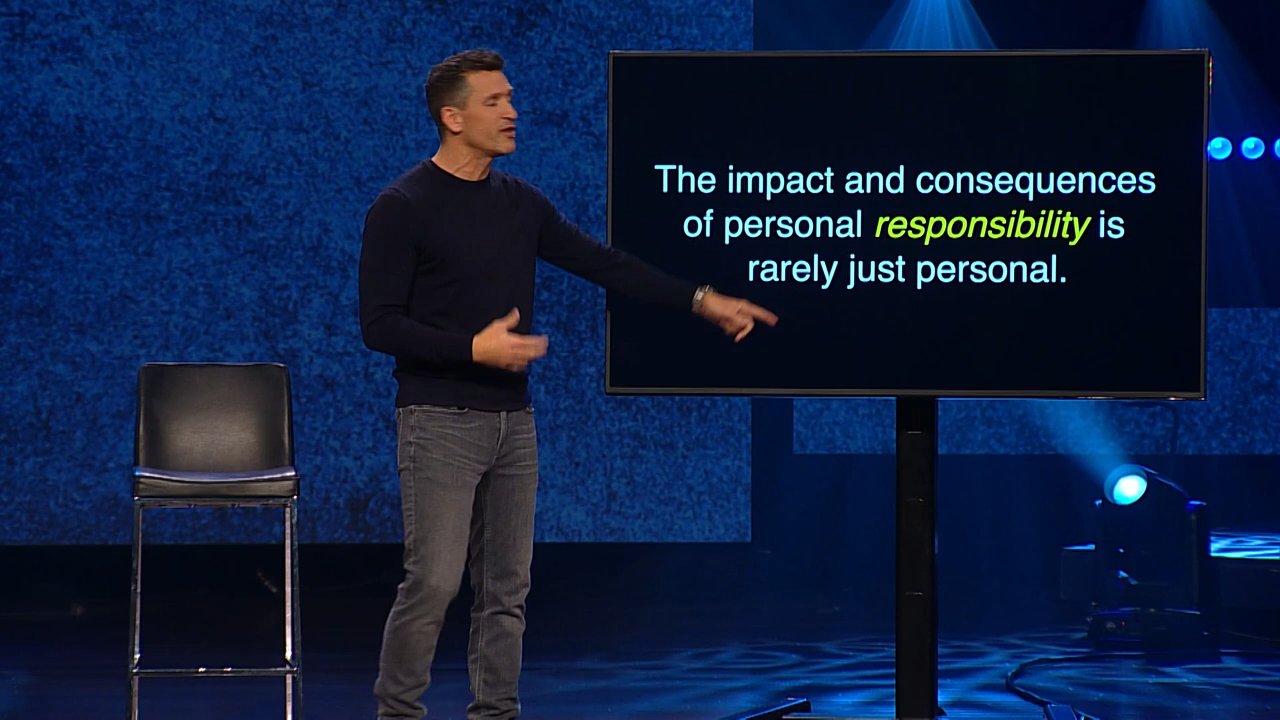 The impact and consequences
of personal responsibility is
rarely just personal.